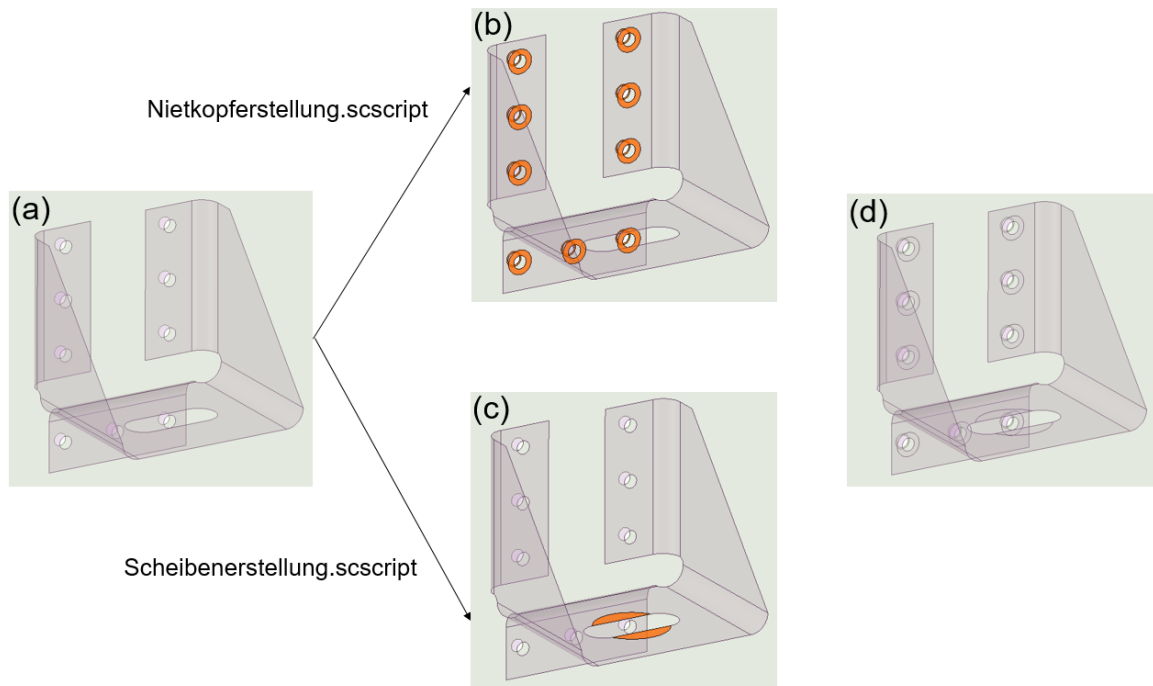 (b)
Nietkopferstellung.scscript
(a)
(d)
(c)
Scheibenerstellung.scscript